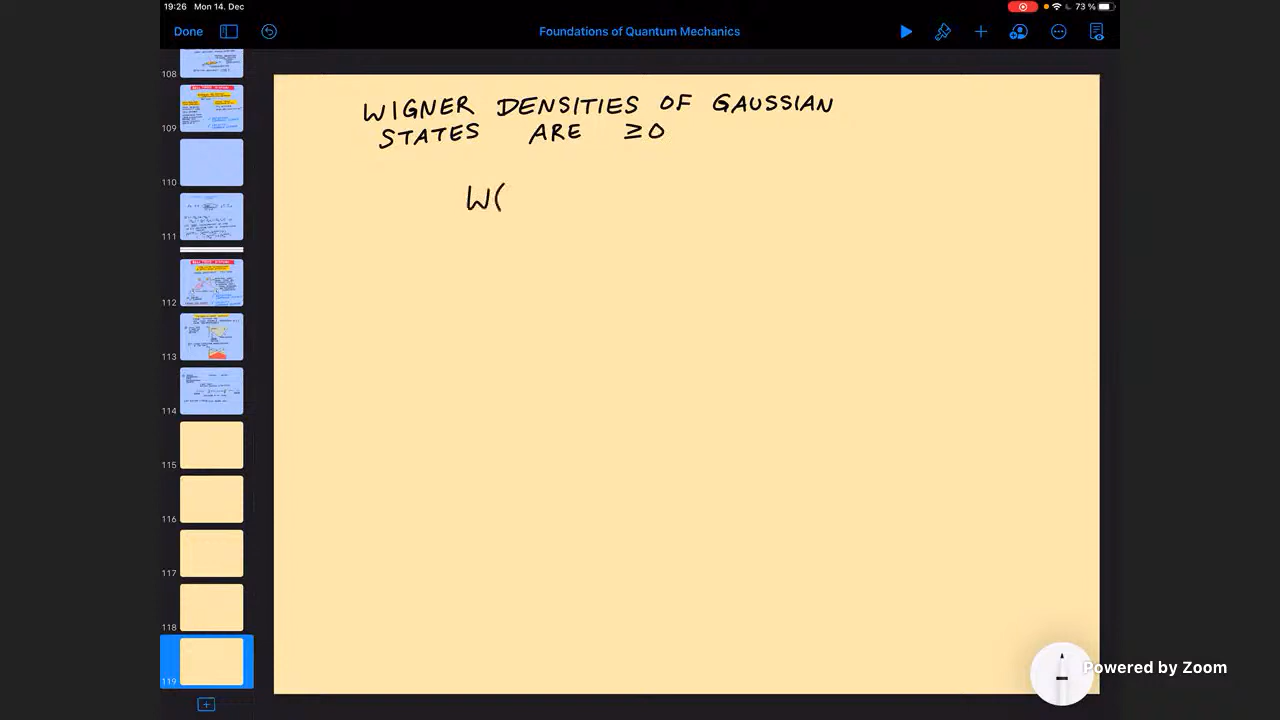 19:26 Mon 14. Dec
73 %
Done
Foundations of Quantum Mechanics
108
109
110
111
112
113
114
115
116
117
118
119
WIGNER DENSITIES OF GAUSSIAN
STATES ARE ≥0
W(
Powered by Zoom